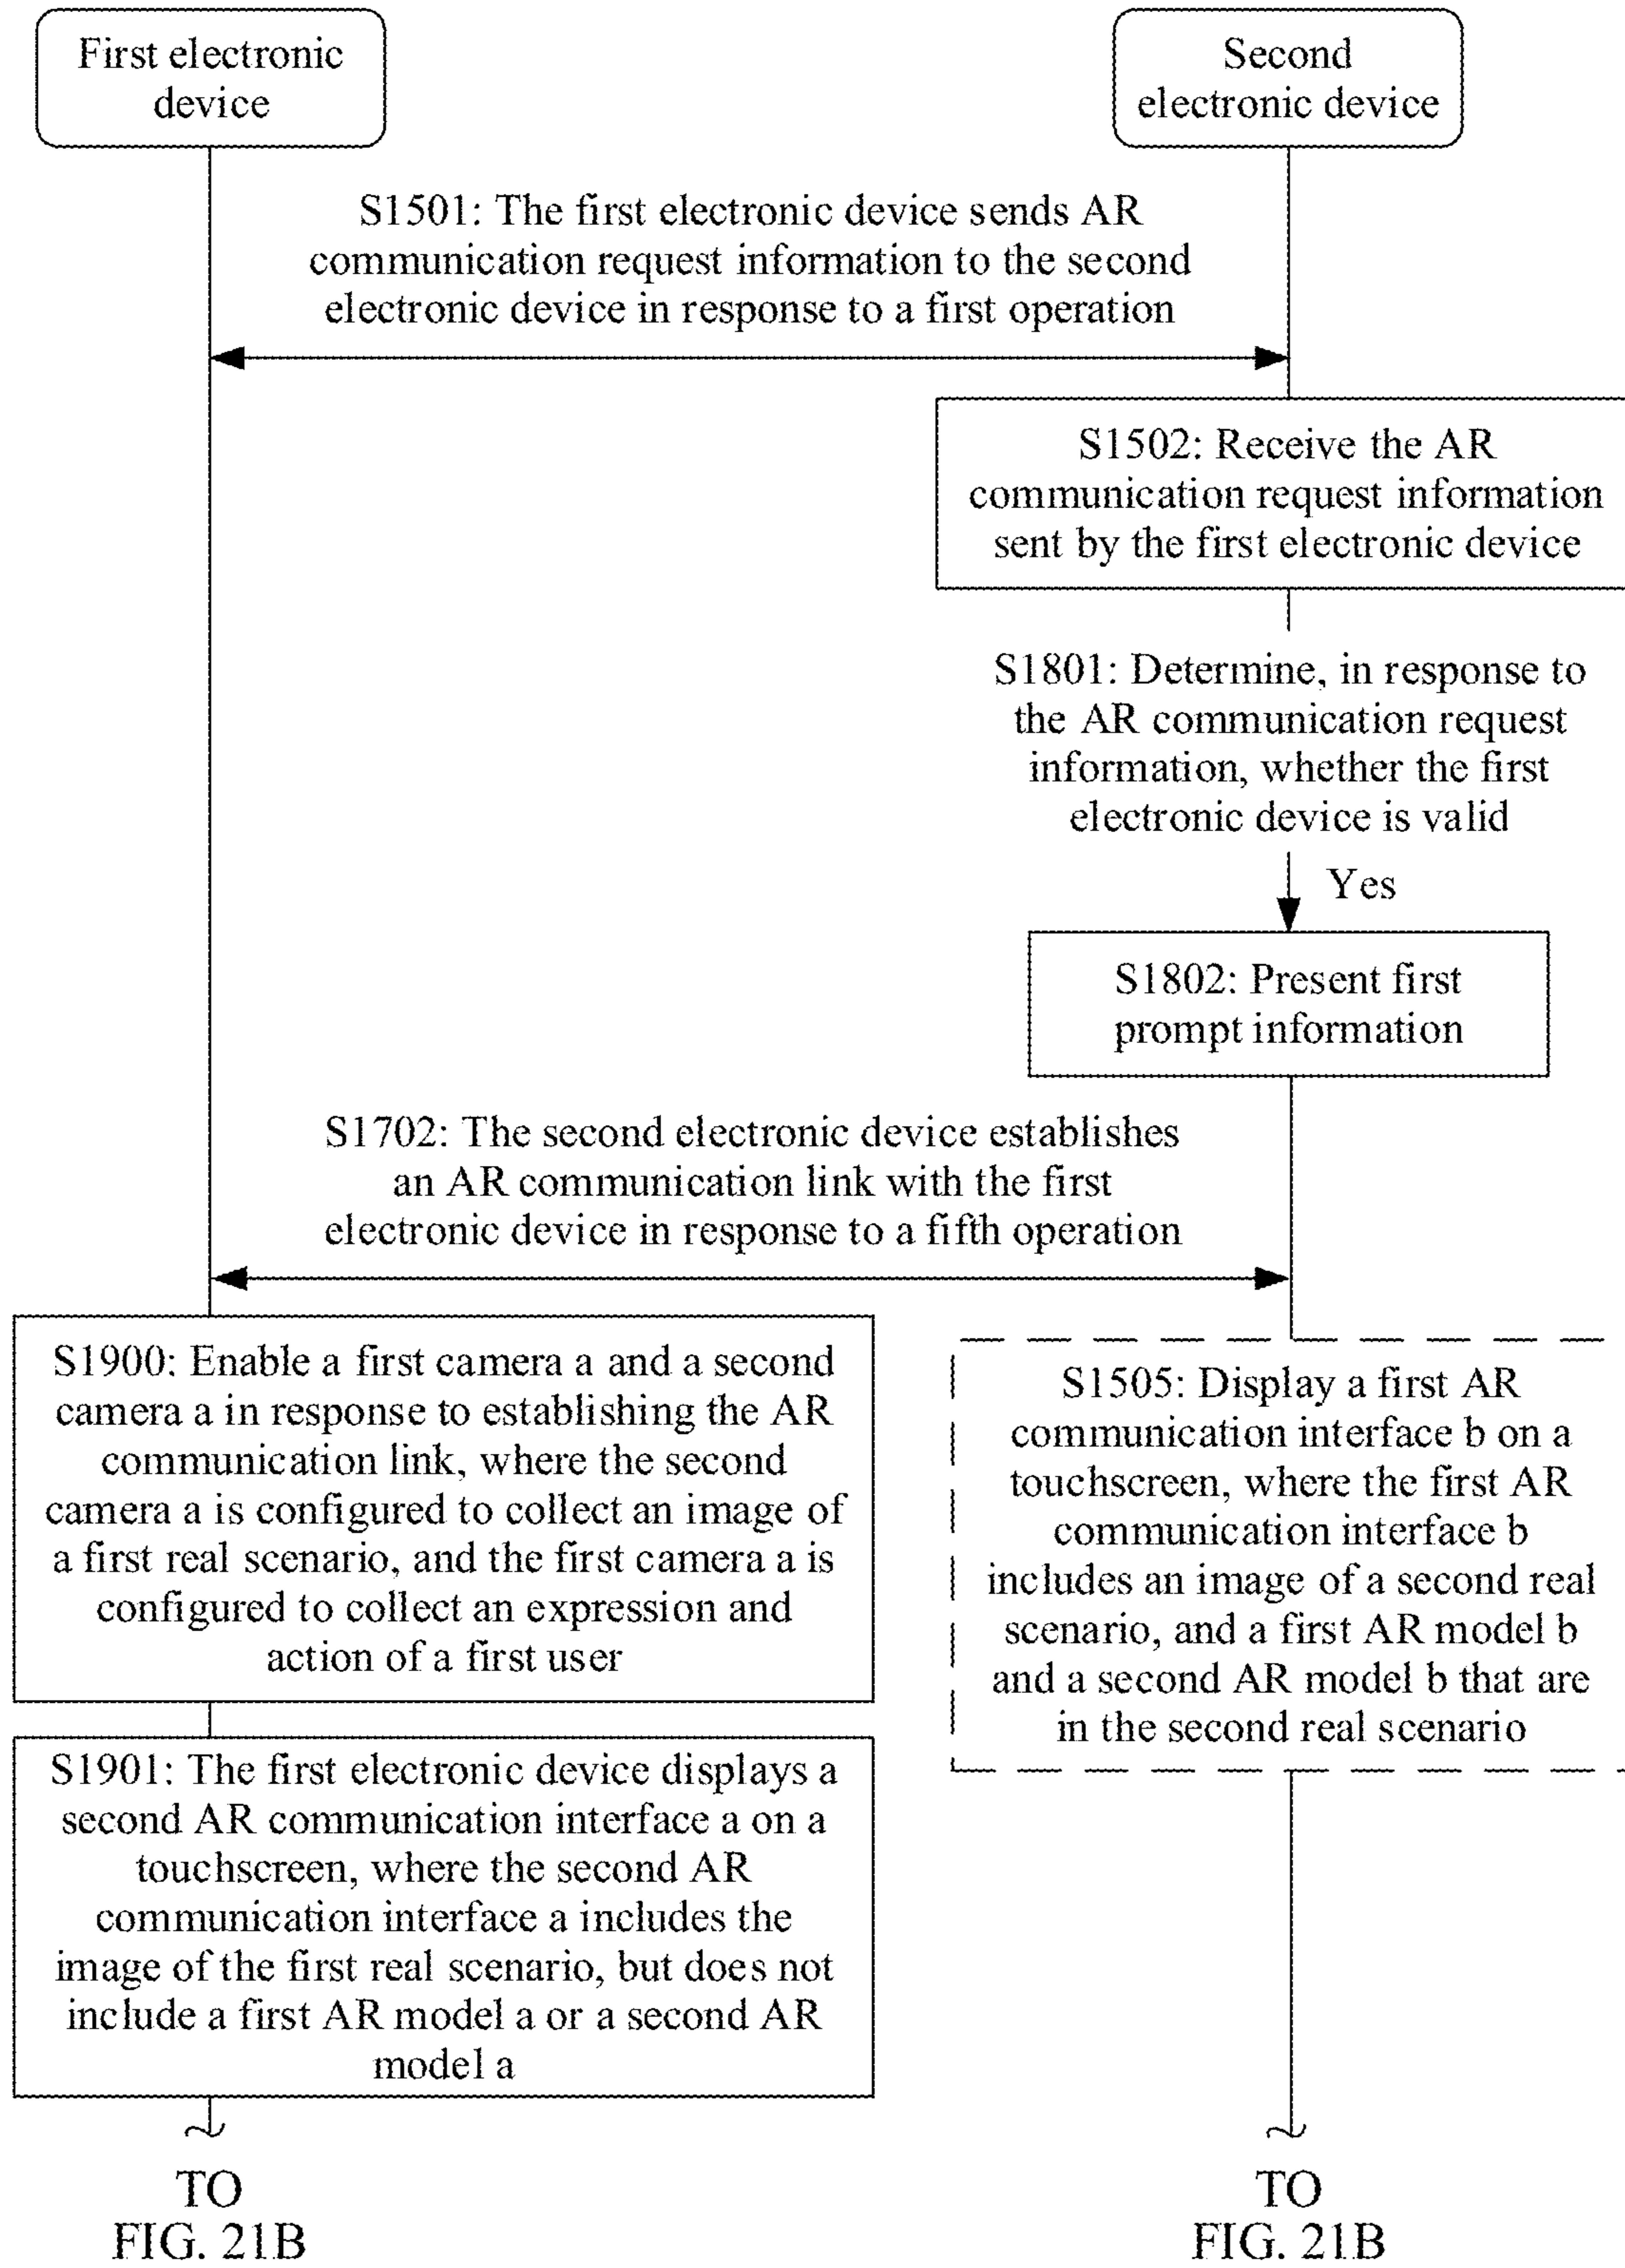 First electronic
device
Second
electronic device
S1501: The first electronic device sends AR
communication request information to the second
electronic device in response to a first operation
S1502: Receive the AR
communication request information
sent by the first electronic device
S1801: Determine, in response to
the AR communication request
information, whether the first
electronic device is valid
Yes
S1802: Present first
prompt information
S1702: The second electronic device establishes
an AR communication link with the first
electronic device in response to a fifth operation
S1900: Enable a first camera a and a second
camera a in response to establishing the AR
communication link, where the second
camera a is configured to collect an image of
a first real scenario, and the first camera a is
configured to collect an expression and
action of a first user
S1505: Display a first AR
communication interface b on a
touchscreen, where the first AR
communication interface b
includes an image of a second real
scenario, and a first AR model b
and a second AR model b that are
in the second real scenario
S1901: The first electronic device displays a
second AR communication interface a on a
touchscreen, where the second AR
communication interface a includes the
image of the first real scenario, but does not
include a first AR model a or a second AR
model a
TO
FIG. 21B
TO
FIG. 21B